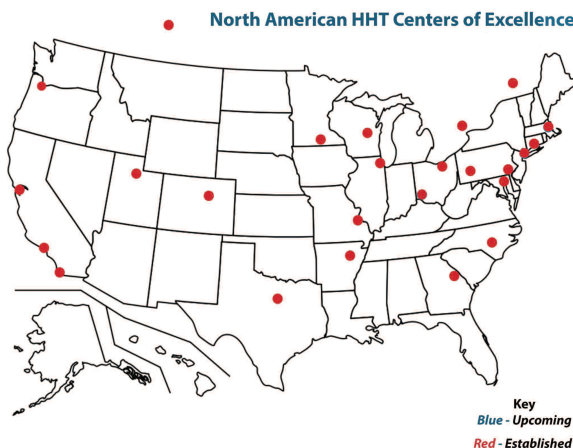 North American HHT Centers of Excellence
Key
Blue - Upcoming
Red - Established